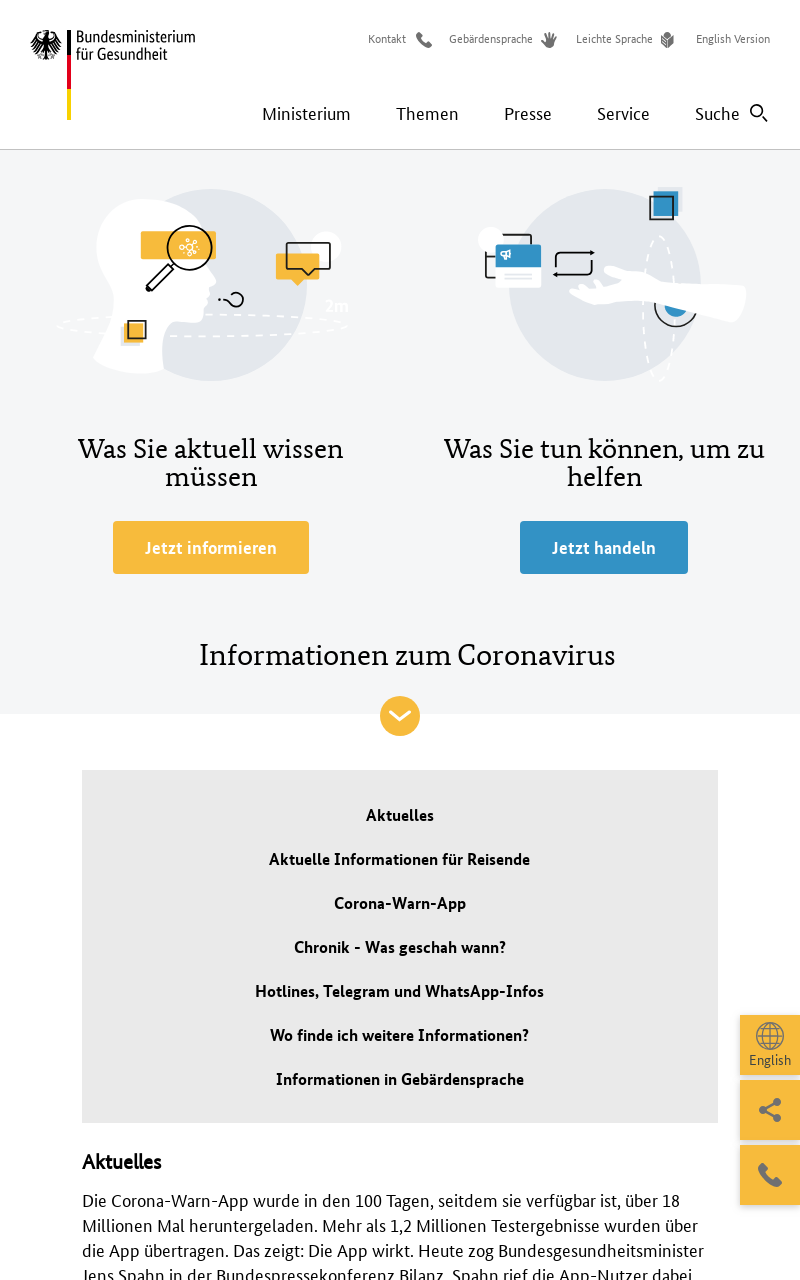 Bundesministerium
für Gesundheit
Kontakt
Gebärdensprache
Leichte Sprache
English Version
Ministerium
Themen
Presse
Service
Suche
2m
Was Sie aktuell wissen
müssen
Jetzt informieren
Was Sie tun können, um zu
helfen
Jetzt handeln
Informationen zum Coronavirus
Aktuelles
Aktuelle Informationen für Reisende
Corona-Warn-App
Chronik - Was geschah wann?
Hotlines, Telegram und WhatsApp-Infos
Wo finde ich weitere Informationen?
Informationen in Gebärdensprache
English
Aktuelles
Die Corona-Warn-App wurde in den 100 Tagen, seitdem sie verfügbar ist, über 18
Millionen Mal heruntergeladen. Mehr als 1,2 Millionen Testergebnisse wurden über
die App übertragen. Das zeigt: Die App wirkt. Heute zog Bundesgesundheitsminister
Jens Spahn in der Bundespressekonferenz Bilanz. Spahn rief die App-Nutzer dabei